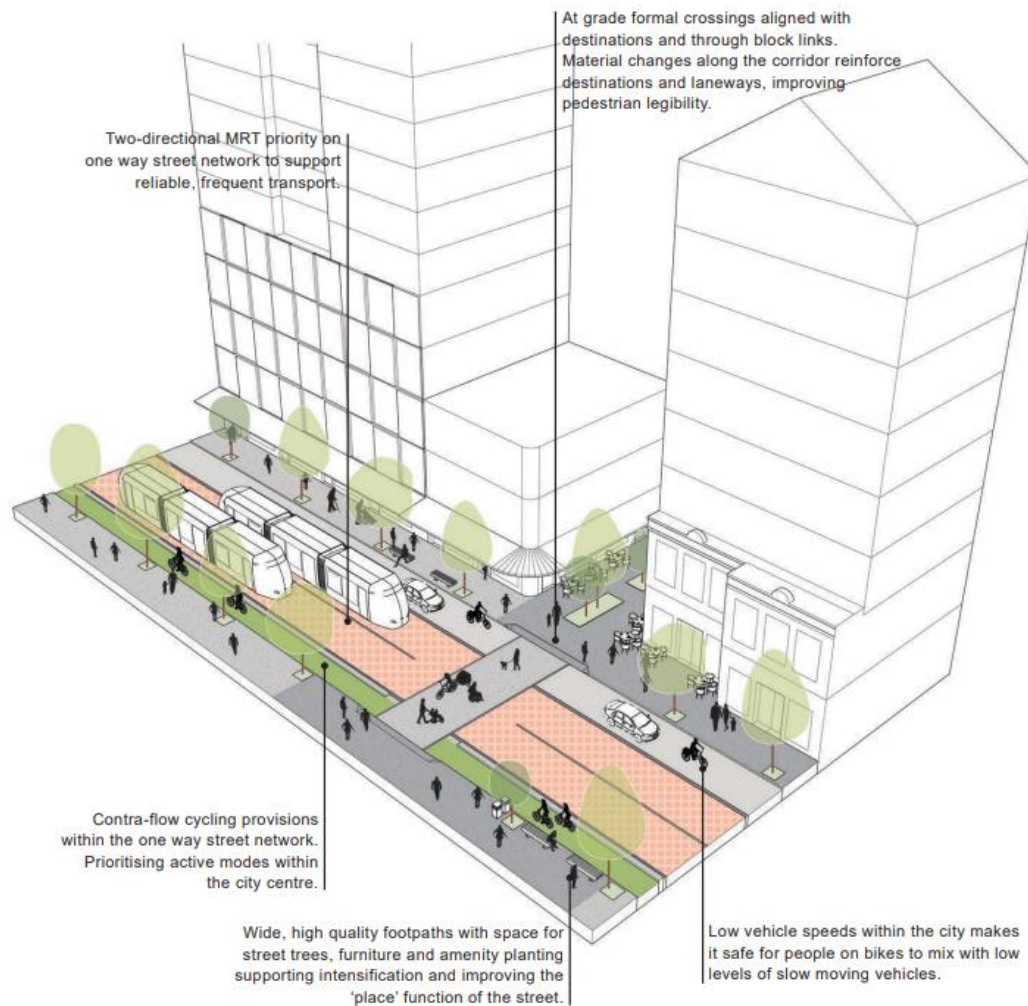 At grade formal crossings aligned with
destinations and through block links.
Material changes along the corridor reinforce
destinations and laneways, improving
pedestrian legibility.
Two-directional MRT priority on
one way street network to support
reliable, frequent transport.
Contra-flow cycling provisions
within the one way street network.
Prioritising active modes within
the city centre.
Wide, high quality footpaths with space for
street trees, furniture and amenity planting
supporting intensification and improving the
'place' function of the street.
Low vehicle speeds within the city makes
it safe for people on bikes to mix with low
levels of slow moving vehicles.